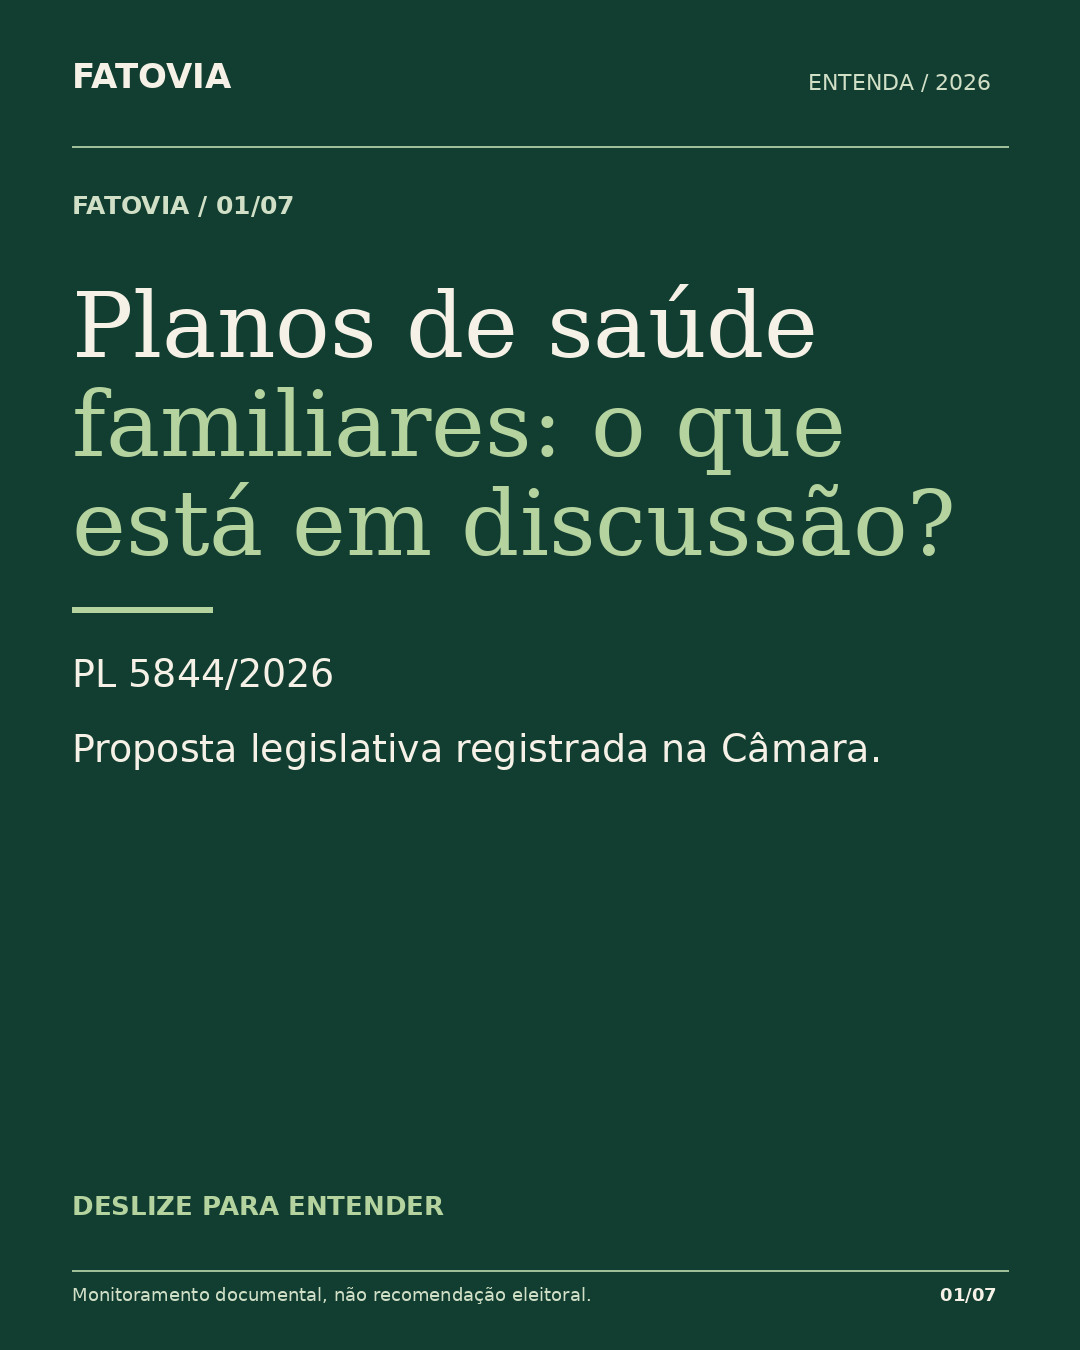 FATOVIA
ENTENDA / 2026
FATOVIA / 01/07
Planos de saúde
familiares: o que
está em discussão?
PL 5844/2026
Proposta legislativa registrada na Câmara.
DESLIZE PARA ENTENDER
Monitoramento documental, não recomendação eleitoral.
01/07